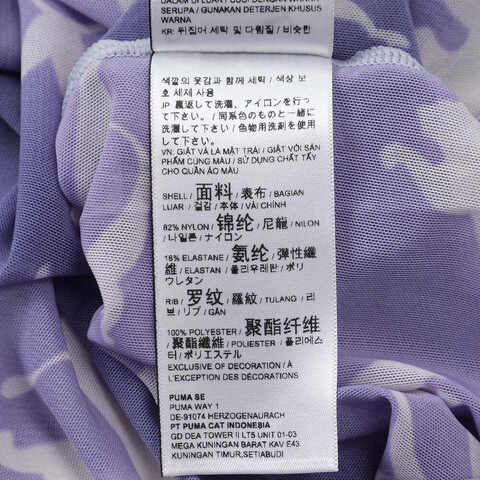 SERUPA / GUNAKAN DETERJEN KHUSUS
WARNA
KR: 뒤집어 세탁 및 다림질 / 비슷한
색깔의 옷감과 함께 세탁 / 색상 보
호 세제 사용
JP: 裏返して洗濯、アイロンを行っ
て下さい。/ 同系色のものと一緒に
洗濯して下さい / 色物用洗剤を使用
VN: GIẶT VÀ LÀ MẶT TRÁI / GIẶT VỚI SẢN
PHẨM CÙNG MÀU / SỬ DỤNG CHẤT TẨY
CHO QUẦN ÁO MÀU
SHELL / 面料 / 表布 / BAGIAN
LUAR / 겉감 / 本体 / VẢI CHÍNH
82% NYLON / 锦纶 / 尼龍 / NILON
/ 나일론 / ナイロン
18% ELASTANE / 氨纶 / 彈性纖
維 / ELASTAN / 폴리우레탄 / ポリ
ウレタン
RIB / 罗纹 / 羅紋 / TULANG / 리
브 / リブ / GÂN
100% POLYESTER / 聚酯纤维
/ 聚酯纖維 / POLIESTER / 폴리에스
터 / ポリエステル
EXCLUSIVE OF DECORATION / À
L'EXCEPTION DES DÉCORATIONS
PUMA SE
PUMA WAY 1
DE-91074 HERZOGENAURACH
PT PUMA CAT INDONESIA
GD DEA TOWER II LT5 UNIT 01-03
MEGA KUNINGAN BARAT KAV E43
KUNINGAN TIMUR, SETIABUDI